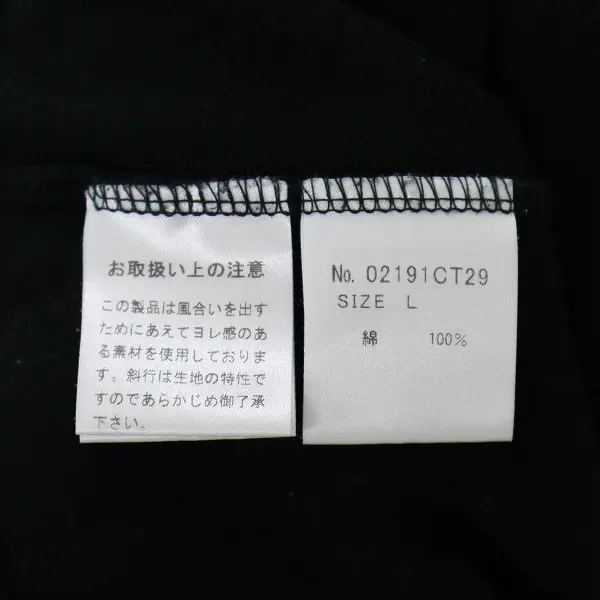 お取扱い上の注意
この製品は風合いを出す
ためにあえてヨレ感のあ
る素材を使用しておりま
す。斜行は生地の特性で
すのであらかじめ御了承
下さい。
No. 02191CT29
SIZE L
綿 100%